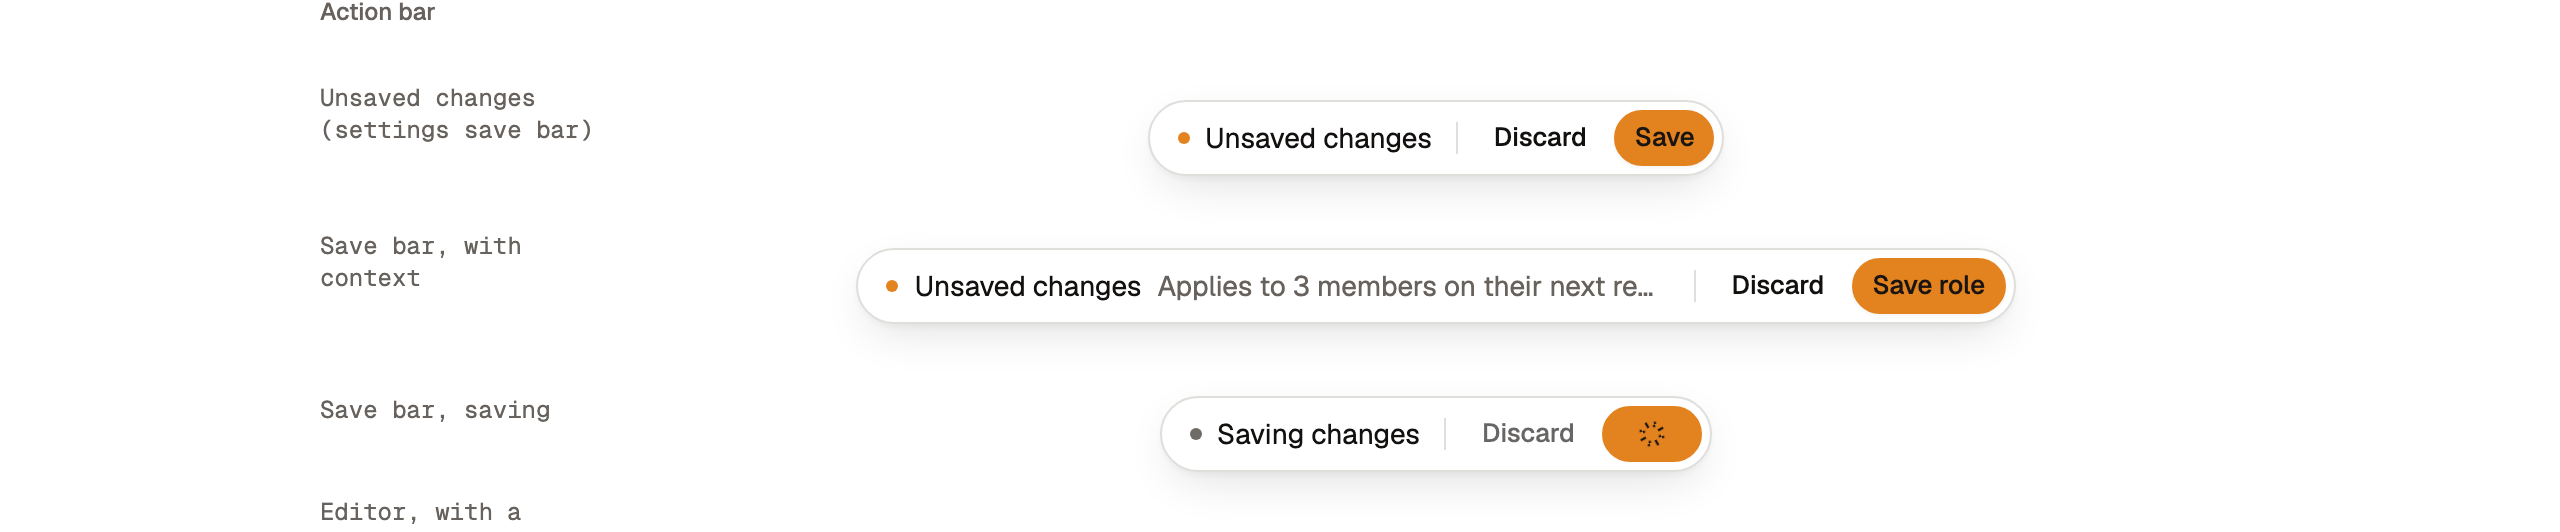 Action bar
Unsaved changes
(settings save bar)
Unsaved changes
Discard
Save
Save bar, with
context
Unsaved changes
Applies to 3 members on their next re...
Discard
Save role
Save bar, saving
Saving changes
Discard
Editor, with a